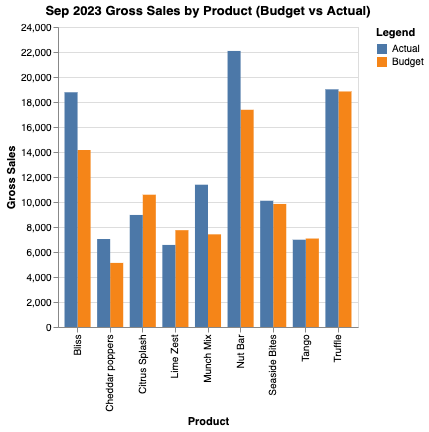 Sep 2023 Gross Sales by Product (Budget vs Actual)
Legend
Actual
Budget
Gross Sales
24,000
22,000
20,000
18,000
16,000
14,000
12,000
10,000
8,000
6,000
4,000
2,000
0
Bliss
Cheddar poppers
Citrus Splash
Lime Zest
Munch Mix
Nut Bar
Seaside Bites
Tango
Truffle
Product